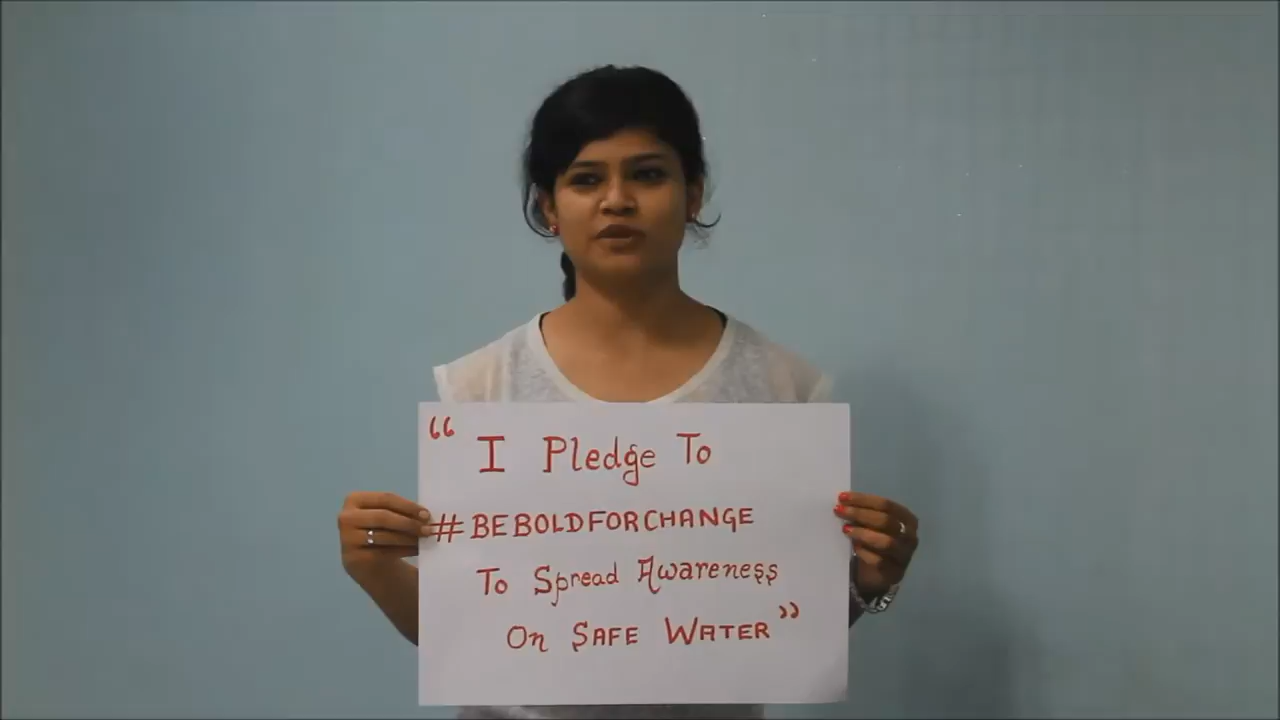 “ I Pledge To
#BEBOLDFORCHANGE
To Spread Awareness
On SAFE WATER”